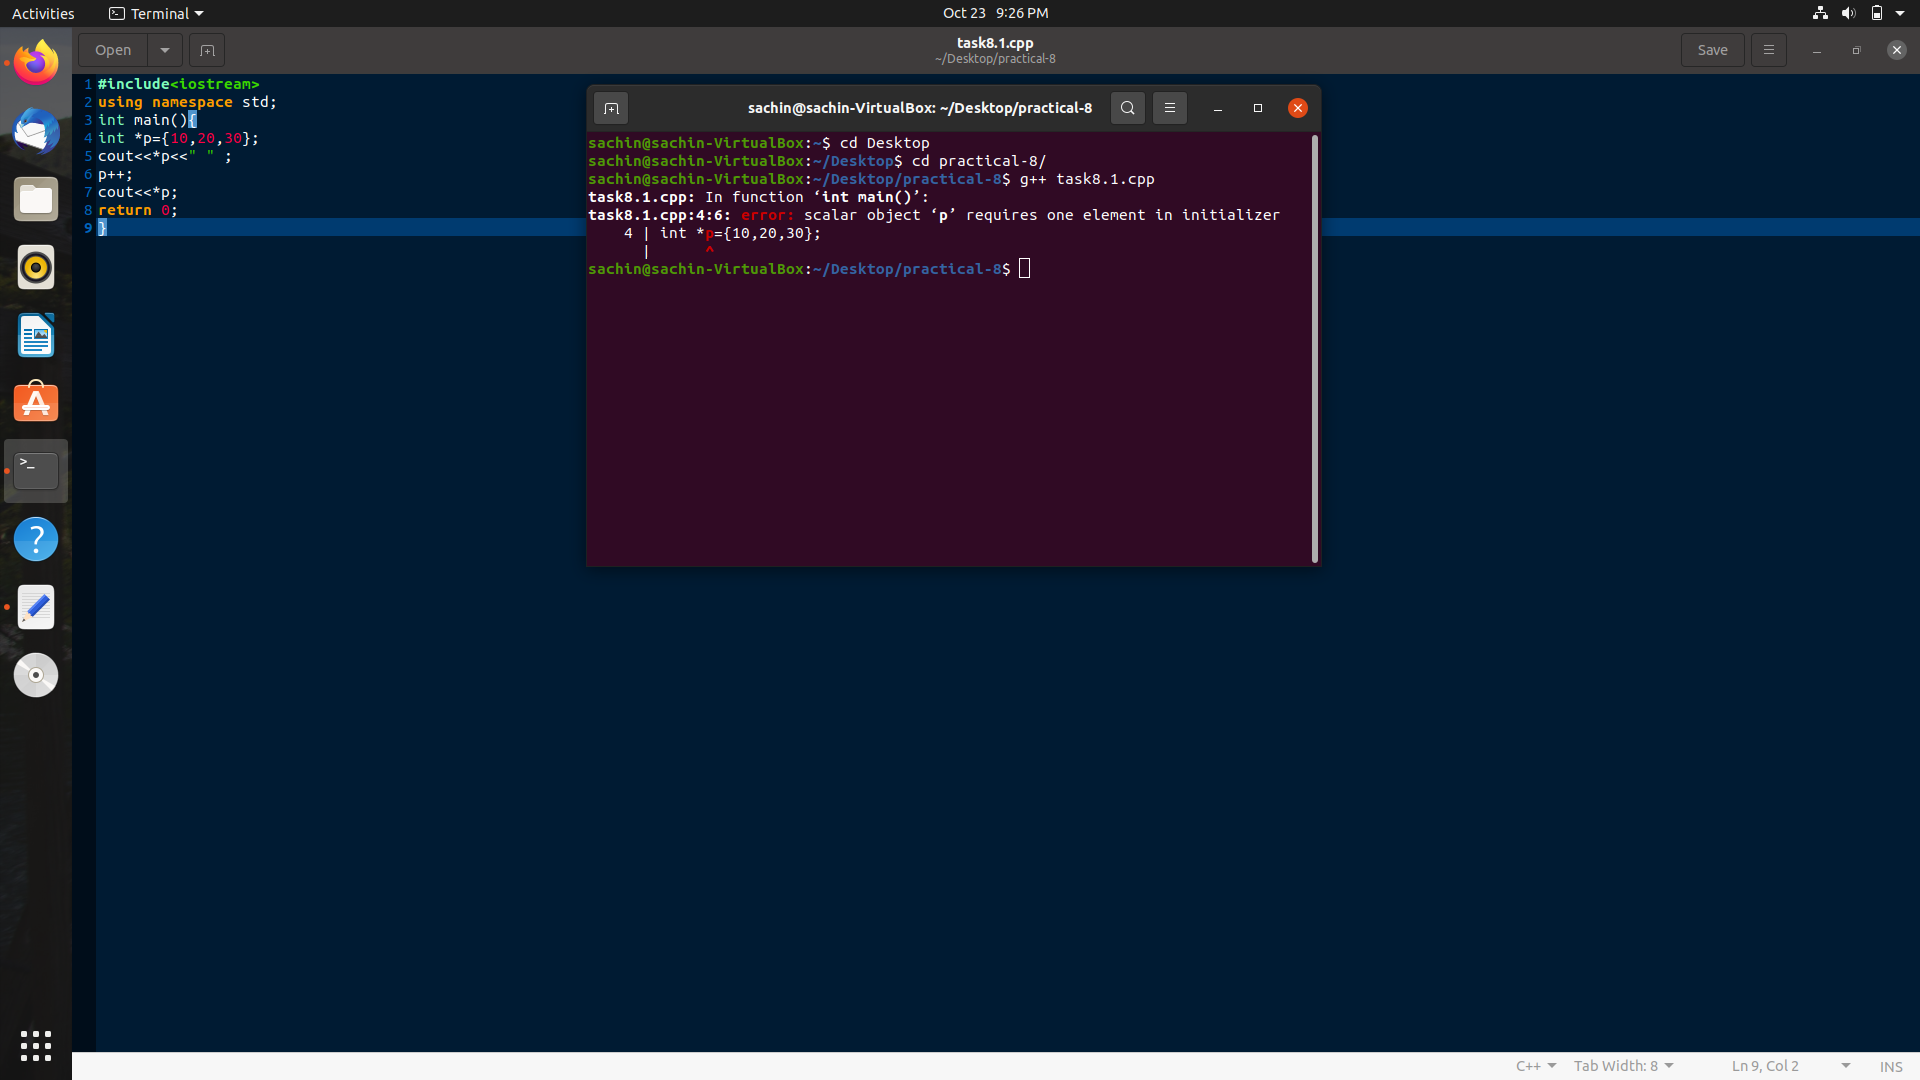 Activities
Terminal
Oct 23 9:26 PM
Open
task8.1.cpp
~/Desktop/practical-8
Save
1 #include<iostream>
2 using namespace std;
3 int main(){
4 int *p={10,20,30};
5 cout<<*p<<" " ;
6 p++;
7 cout<<*p;
8 return 0;
9 }
sachin@sachin-VirtualBox: ~/Desktop/practical-8
sachin@sachin-VirtualBox:~$ cd Desktop
sachin@sachin-VirtualBox:~/Desktop$ cd practical-8/
sachin@sachin-VirtualBox:~/Desktop/practical-8$ g++ task8.1.cpp
task8.1.cpp: In function ‘int main()’:
task8.1.cpp:4:6: error: scalar object ‘p’ requires one element in initializer
    4 | int *p={10,20,30};
      |      ^
sachin@sachin-VirtualBox:~/Desktop/practical-8$
C++
Tab Width: 8
Ln 9, Col 2
INS